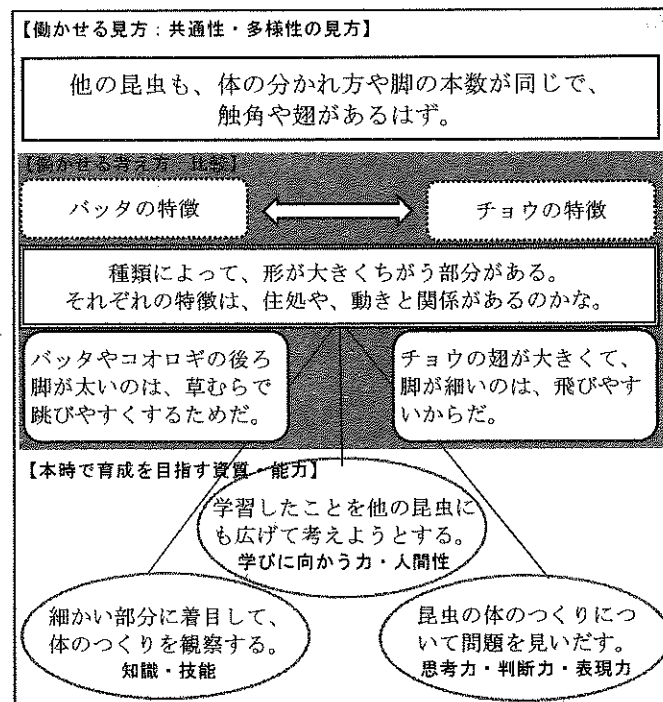 【働かせる見方：共通性・多様性の見方】
他の昆虫も、体の分かれ方や脚の本数が同じで、
触角や翅があるはず。
【働かせる考え方　比較】
バッタの特徴
チョウの特徴
種類によって、形が大きくちがう部分がある。
それぞれの特徴は、住処や、動きと関係があるのかな。
バッタやコオロギの後ろ
脚が太いのは、草むらで
跳びやすくするためだ。
チョウの翅が大きくて、
脚が細いのは、飛びやす
いからだ。
【本時で育成を目指す資質・能力】
学習したことを他の昆虫に
も広げて考えようとする。
学びに向かう力・人間性
細かい部分に着目して、
体のつくりを観察する。
知識・技能
昆虫の体のつくりにつ
いて問題を見いだす。
思考力・判断力・表現力